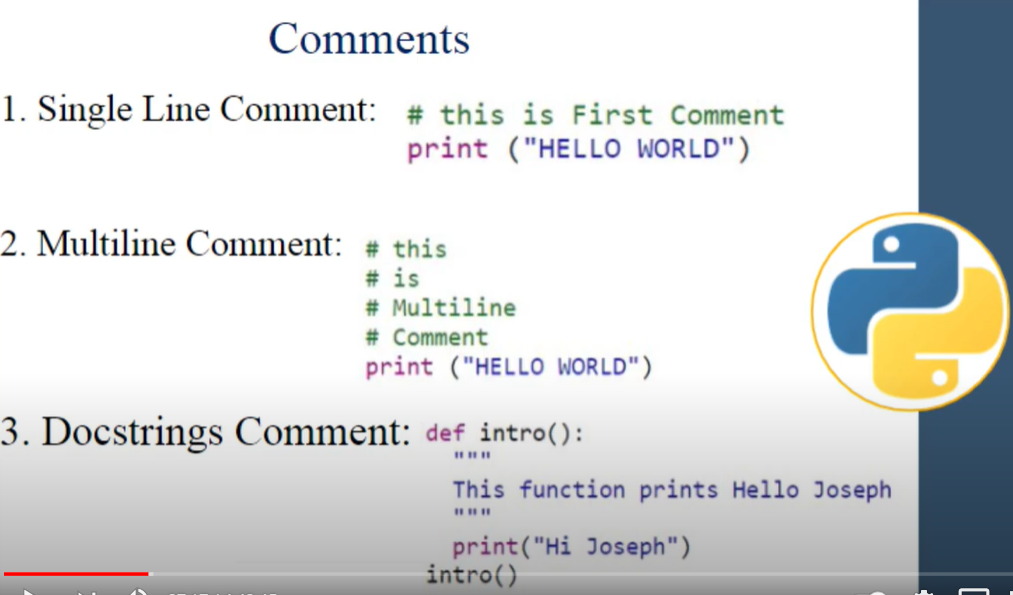 Comments
1. Single Line Comment:
# this is First Comment
print ("HELLO WORLD")
2. Multiline Comment:
# this
# is
# Multiline
# Comment
print ("HELLO WORLD")
3. Docstrings Comment:
def intro():
"""
This function prints Hello Joseph
"""
print("Hi Joseph")
intro()